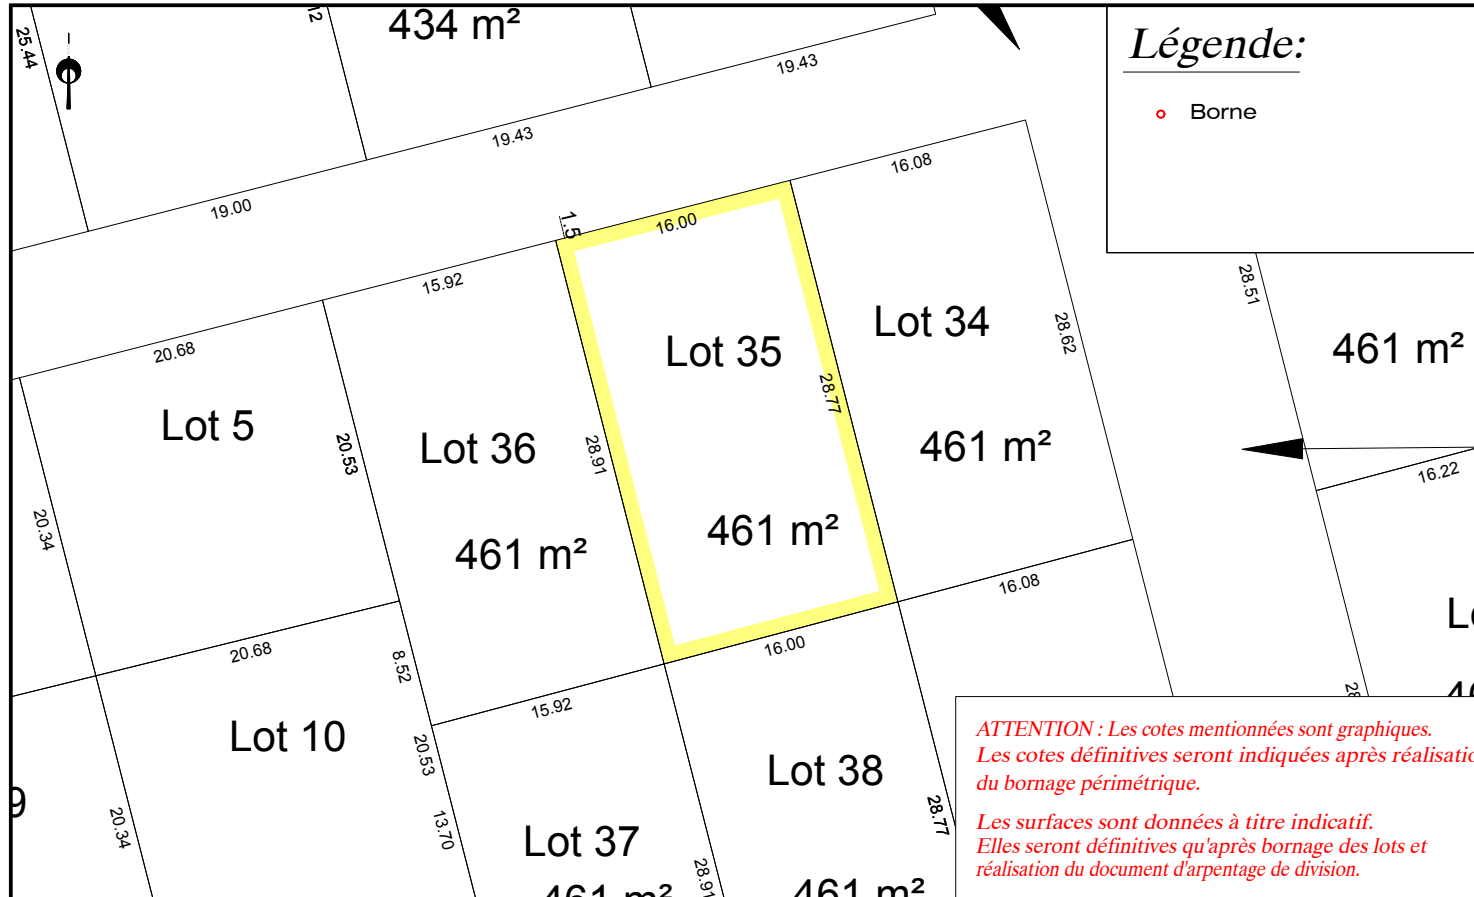 25.44
12
434 m²
19.43
19.43
19.00
Légende:
Borne
16.08
1.5
16.00
15.92
20.68
28.51
28.62
Lot 34
Lot 35
461 m²
28.77
Lot 5
Lot 36
20.53
28.91
461 m²
16.22
20.34
461 m²
461 m²
16.08
20.68
8.52
16.00
15.92
Lot 10
20.53
Lot 38
9
20.34
13.70
Lot 37
28.77
28.91
461 m²
461 m²
ATTENTION : Les cotes mentionnées sont graphiques.
Les cotes définitives seront indiquées après réalisatio
du bornage périmétrique.
Les surfaces sont données à titre indicatif.
Elles seront définitives qu'après bornage des lots et
réalisation du document d'arpentage de division.